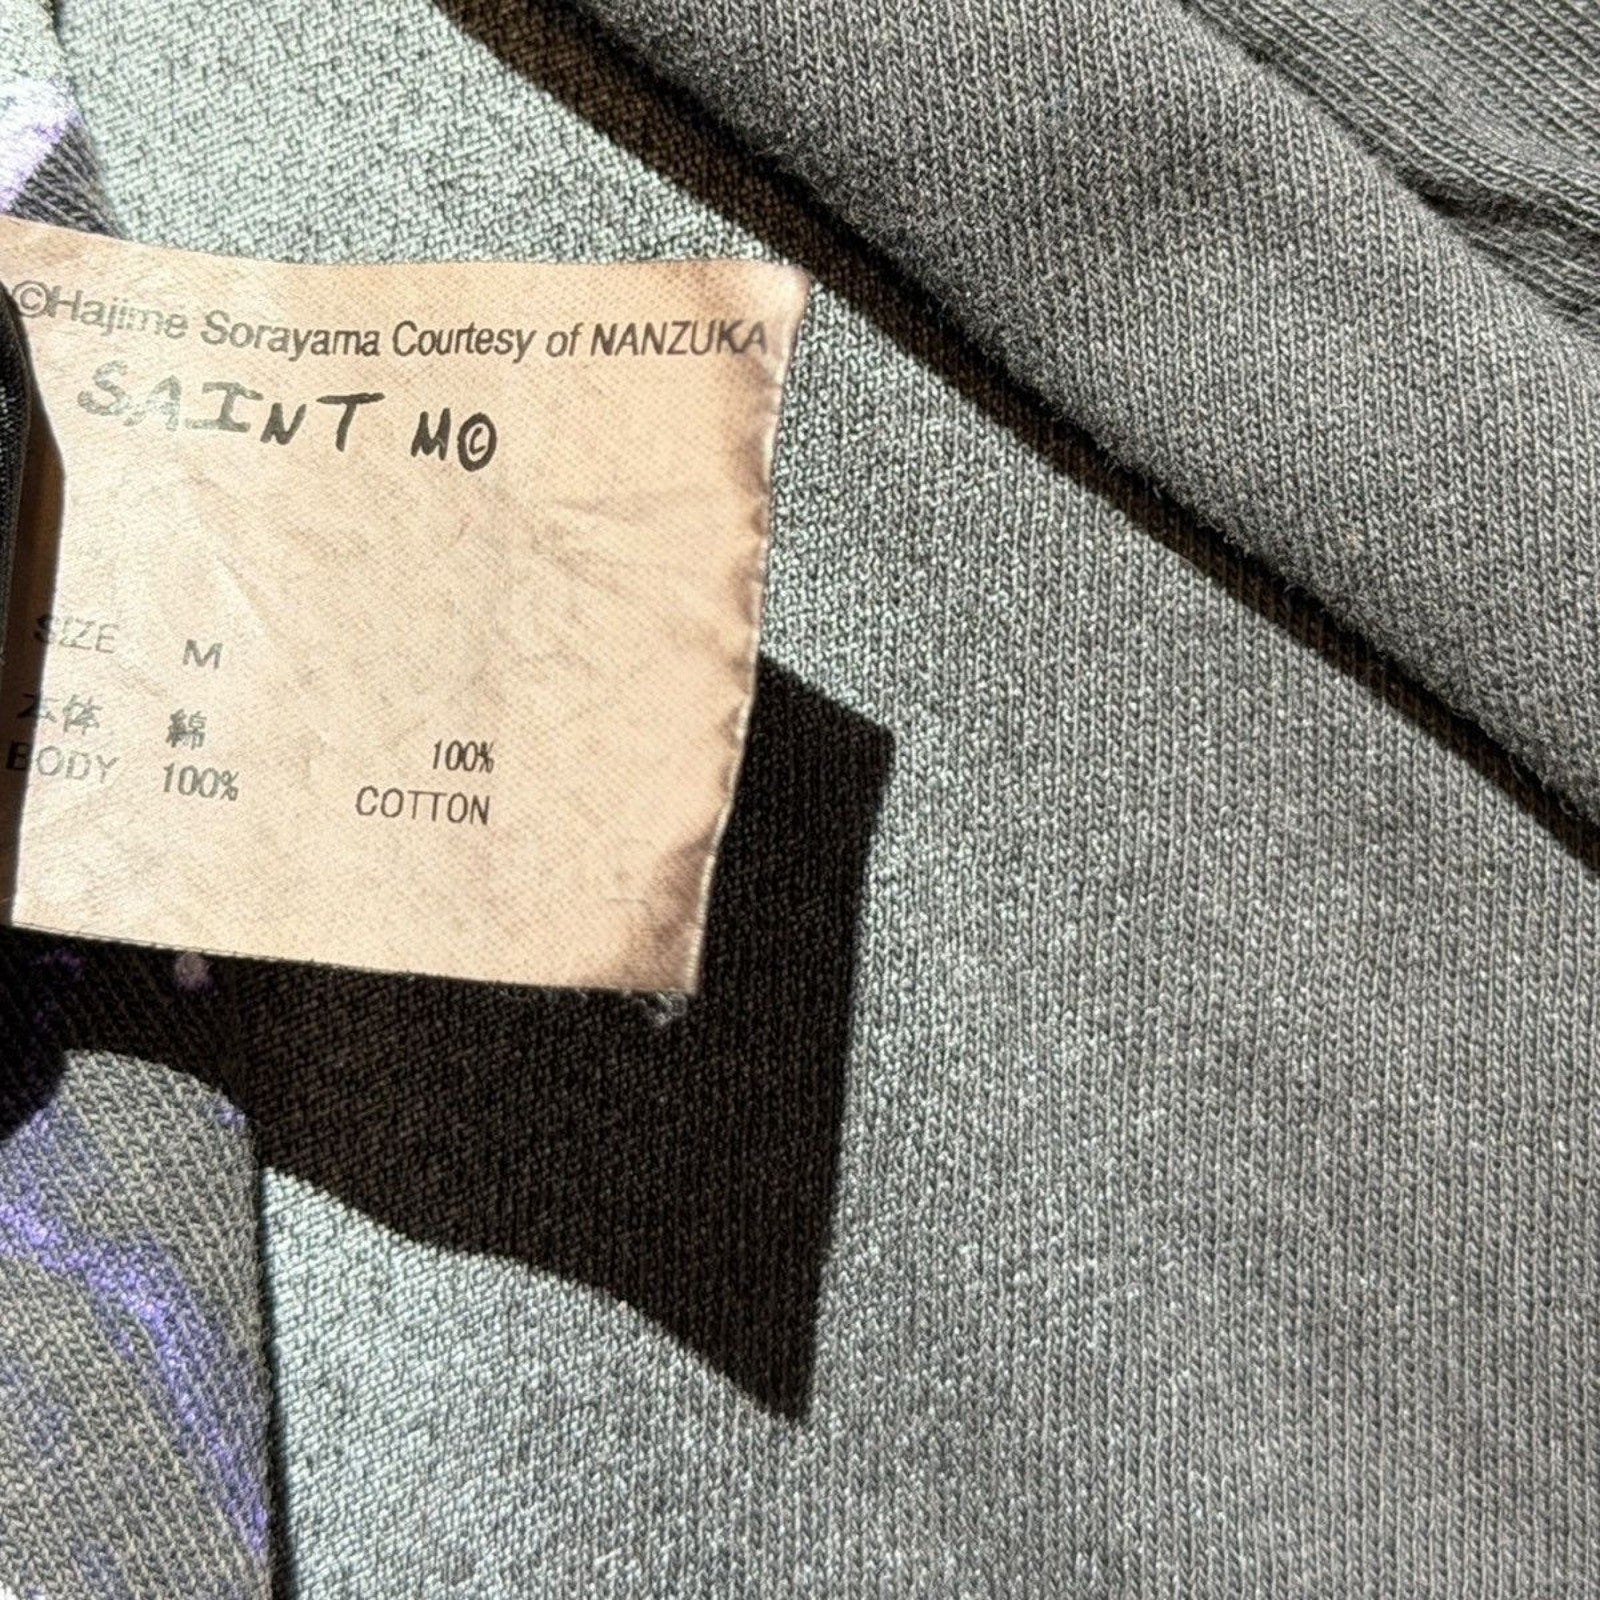 ©Hajime Sorayama Courtesy of NANZUKA
SAINT M©
SIZE M
本体 綿 100%
BODY 100% COTTON